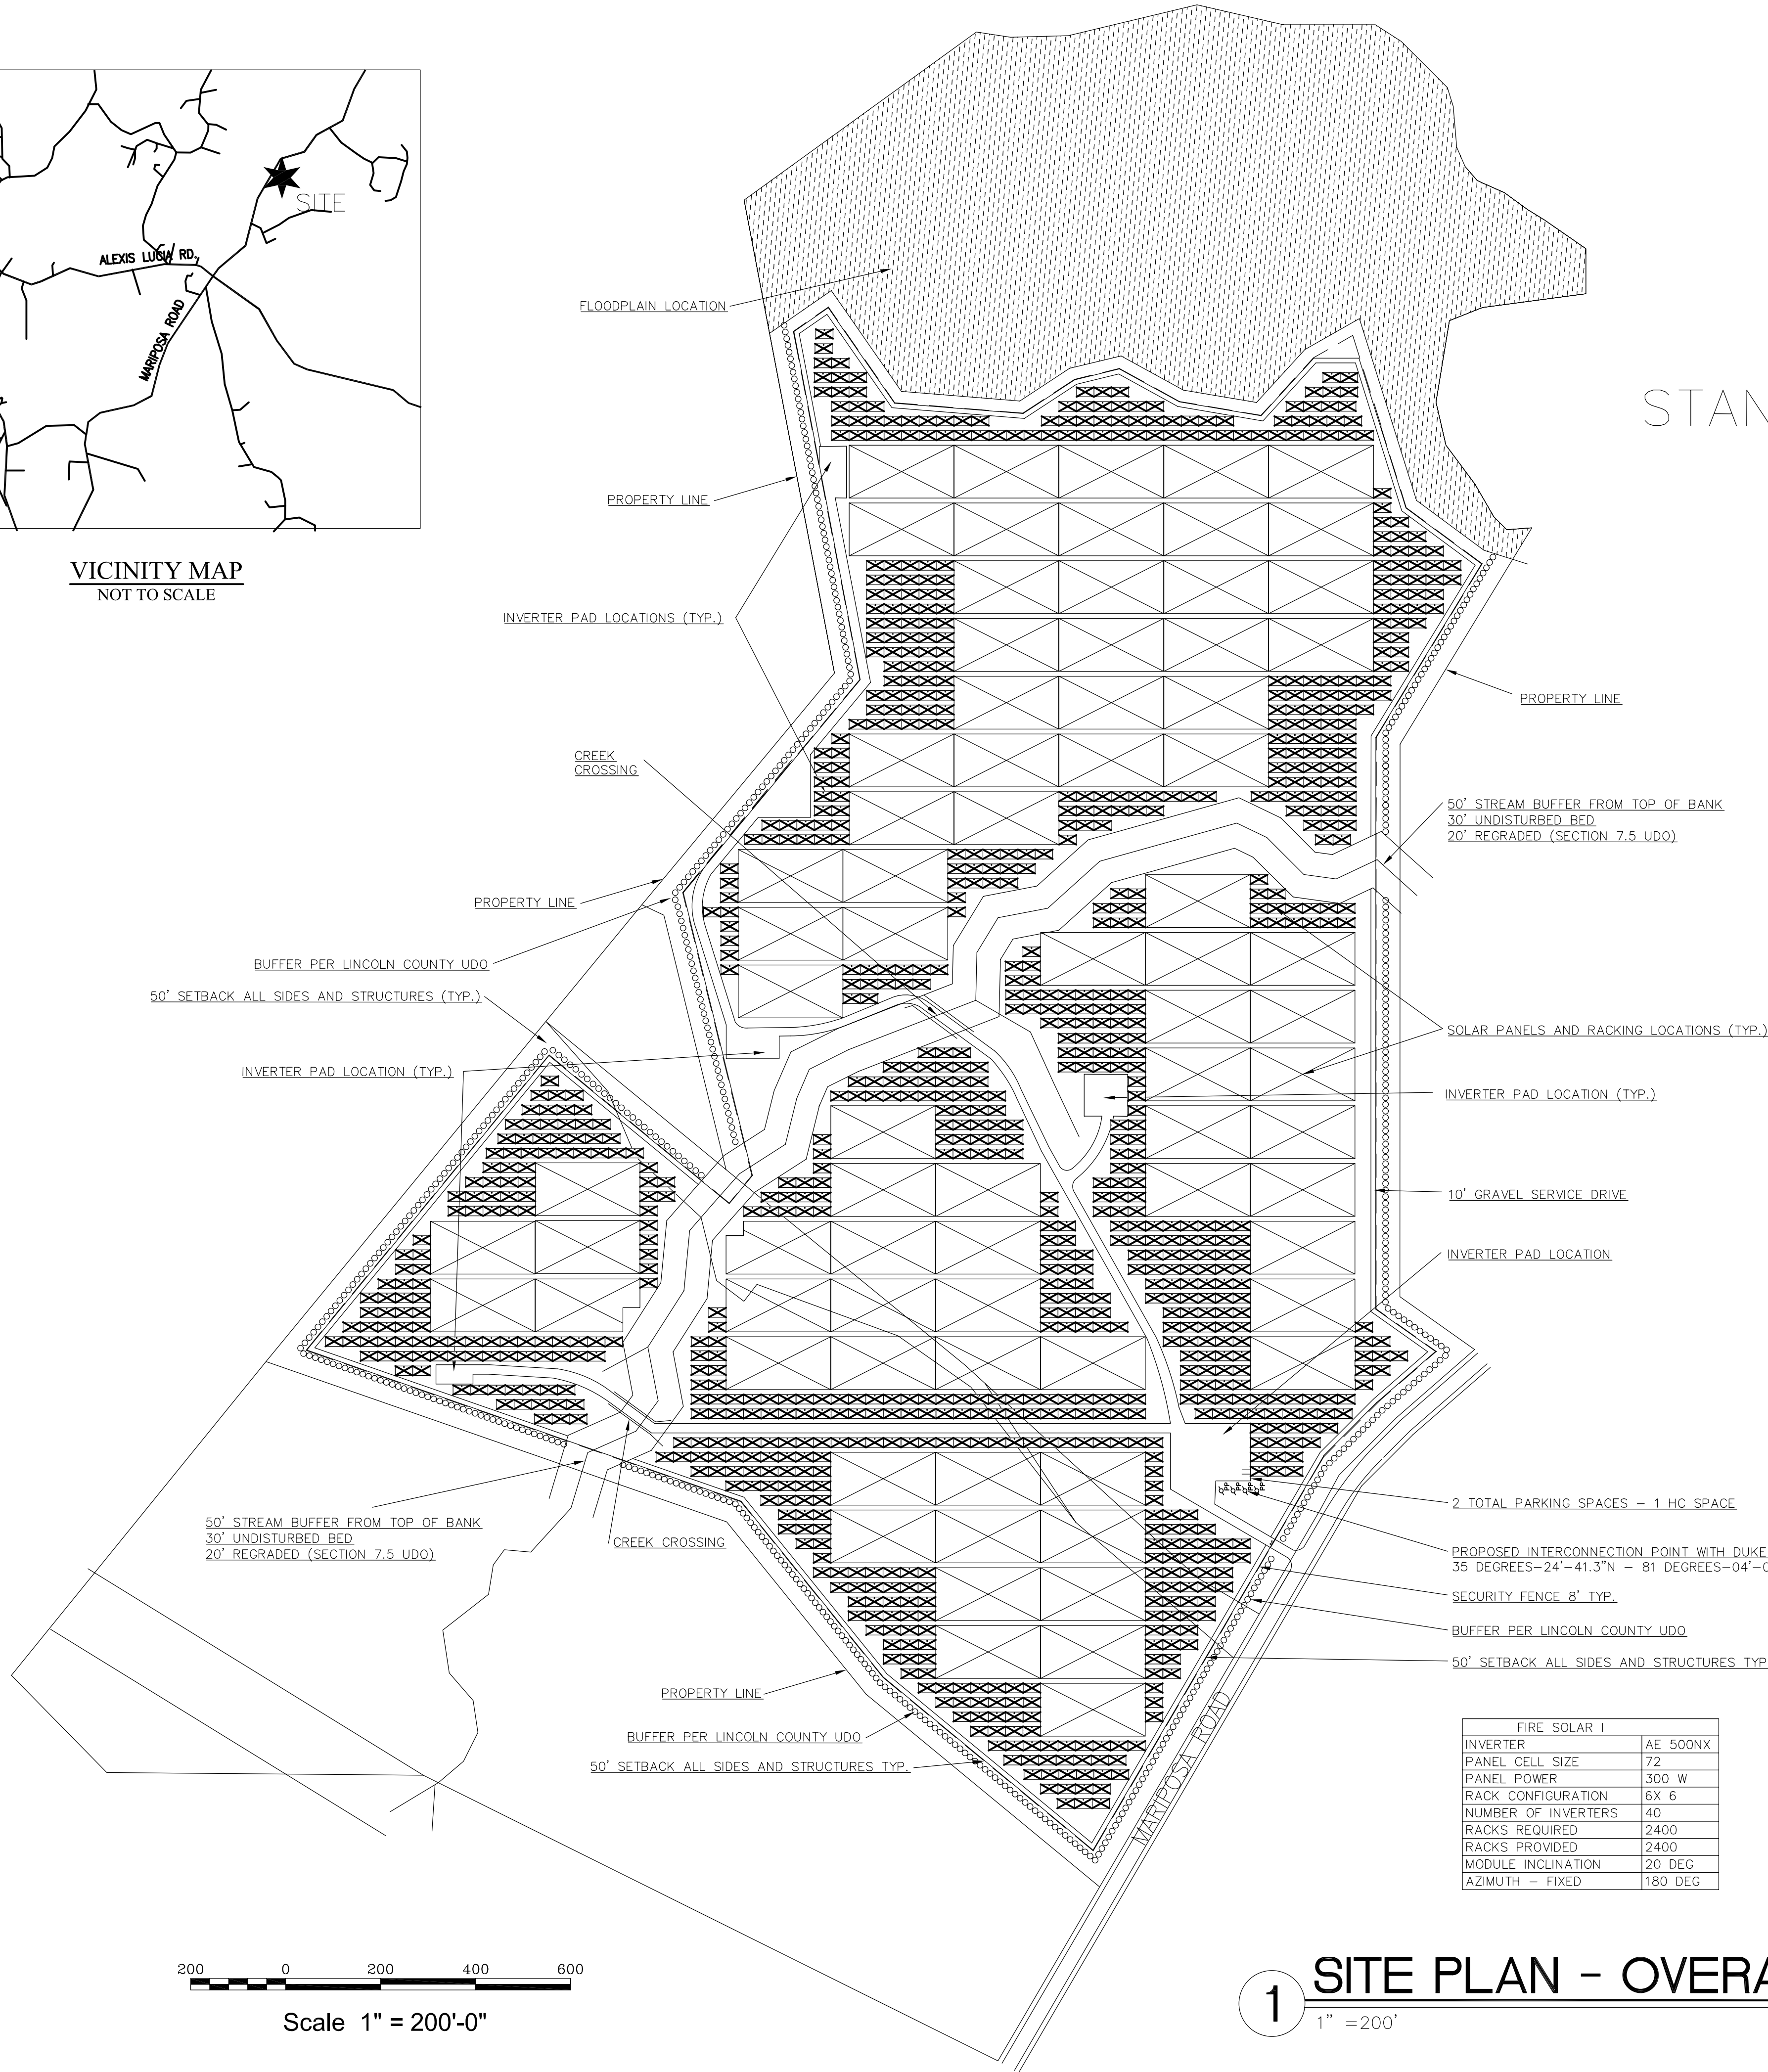 SITE
ALEXIS LUCIA RD.
MARIPOSA ROAD
VICINITY MAP
NOT TO SCALE
FLOODPLAIN LOCATION
STAN
PROPERTY LINE
INVERTER PAD LOCATIONS (TYP.)
PROPERTY LINE
CREEK
CROSSING
50' STREAM BUFFER FROM TOP OF BANK
30' UNDISTURBED BED
20' REGRADED (SECTION 7.5 UDO)
PROPERTY LINE
BUFFER PER LINCOLN COUNTY UDO
50' SETBACK ALL SIDES AND STRUCTURES (TYP.)
SOLAR PANELS AND RACKING LOCATIONS (TYP.)
INVERTER PAD LOCATION (TYP.)
INVERTER PAD LOCATION (TYP.)
10' GRAVEL SERVICE DRIVE
INVERTER PAD LOCATION
2 TOTAL PARKING SPACES – 1 HC SPACE
50' STREAM BUFFER FROM TOP OF BANK
30' UNDISTURBED BED
20' REGRADED (SECTION 7.5 UDO)
CREEK CROSSING
PROPOSED INTERCONNECTION POINT WITH DUKE
35 DEGREES–24'–41.3"N – 81 DEGREES–04'–0
SECURITY FENCE 8' TYP.
BUFFER PER LINCOLN COUNTY UDO
50' SETBACK ALL SIDES AND STRUCTURES TYP
PROPERTY LINE
BUFFER PER LINCOLN COUNTY UDO
50' SETBACK ALL SIDES AND STRUCTURES TYP.
MARIPOSA ROAD
FIRE SOLAR I
INVERTER AE 500NX
PANEL CELL SIZE 72
PANEL POWER 300 W
RACK CONFIGURATION 6X 6
NUMBER OF INVERTERS 40
RACKS REQUIRED 2400
RACKS PROVIDED 2400
MODULE INCLINATION 20 DEG
AZIMUTH – FIXED 180 DEG
200 0 200 400 600
Scale 1" = 200'-0"
1 SITE PLAN - OVERA
1" =200'